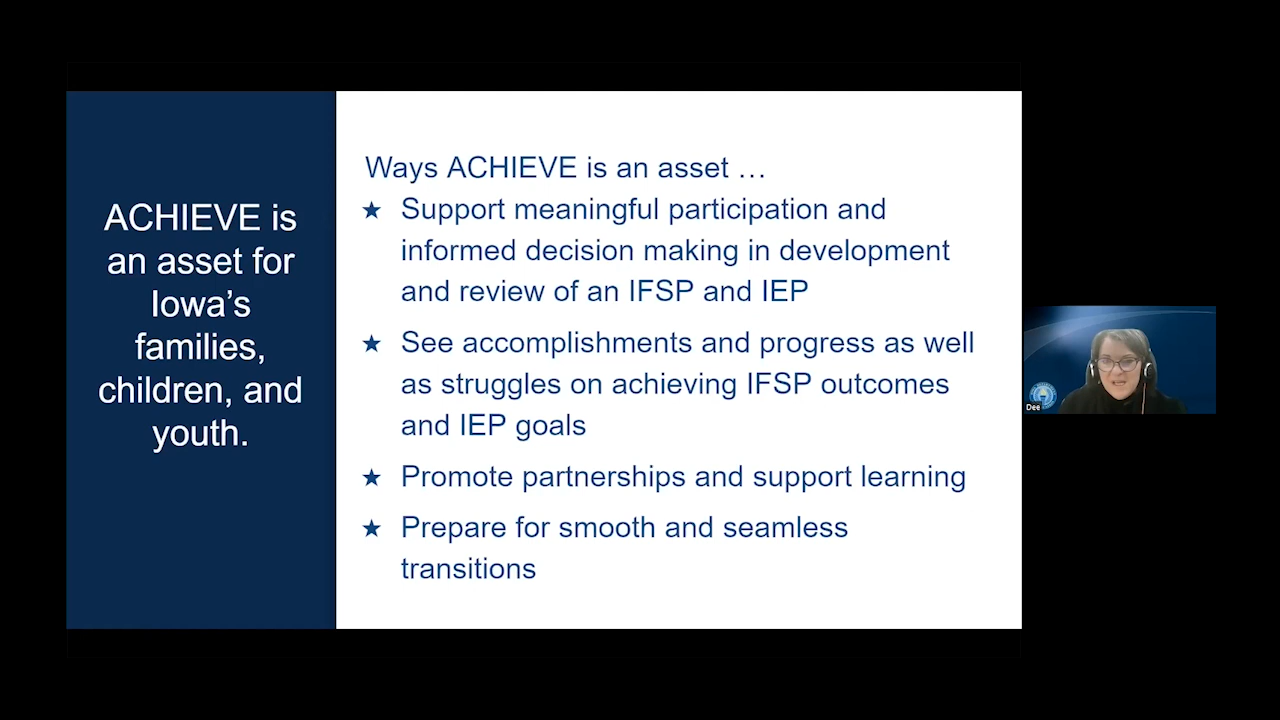 ACHIEVE is
an asset for
Iowa’s
families,
children, and
youth.
Ways ACHIEVE is an asset …
★ Support meaningful participation and
informed decision making in development
and review of an IFSP and IEP
★ See accomplishments and progress as well
as struggles on achieving IFSP outcomes
and IEP goals
★ Promote partnerships and support learning
★ Prepare for smooth and seamless
transitions
Dee